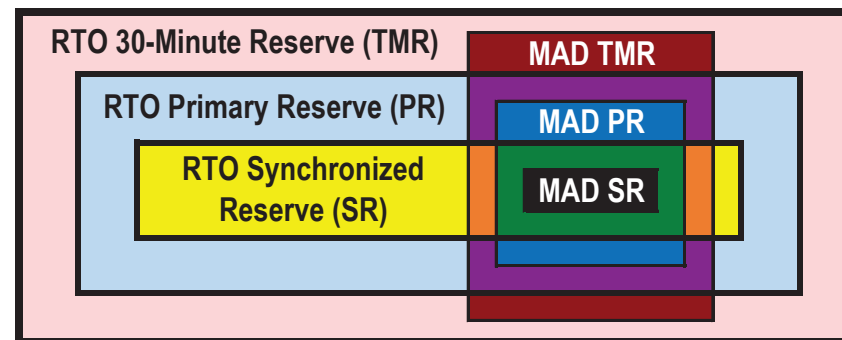 RTO 30-Minute Reserve (TMR)
MAD TMR
RTO Primary Reserve (PR)
MAD PR
RTO Synchronized
Reserve (SR)
MAD SR